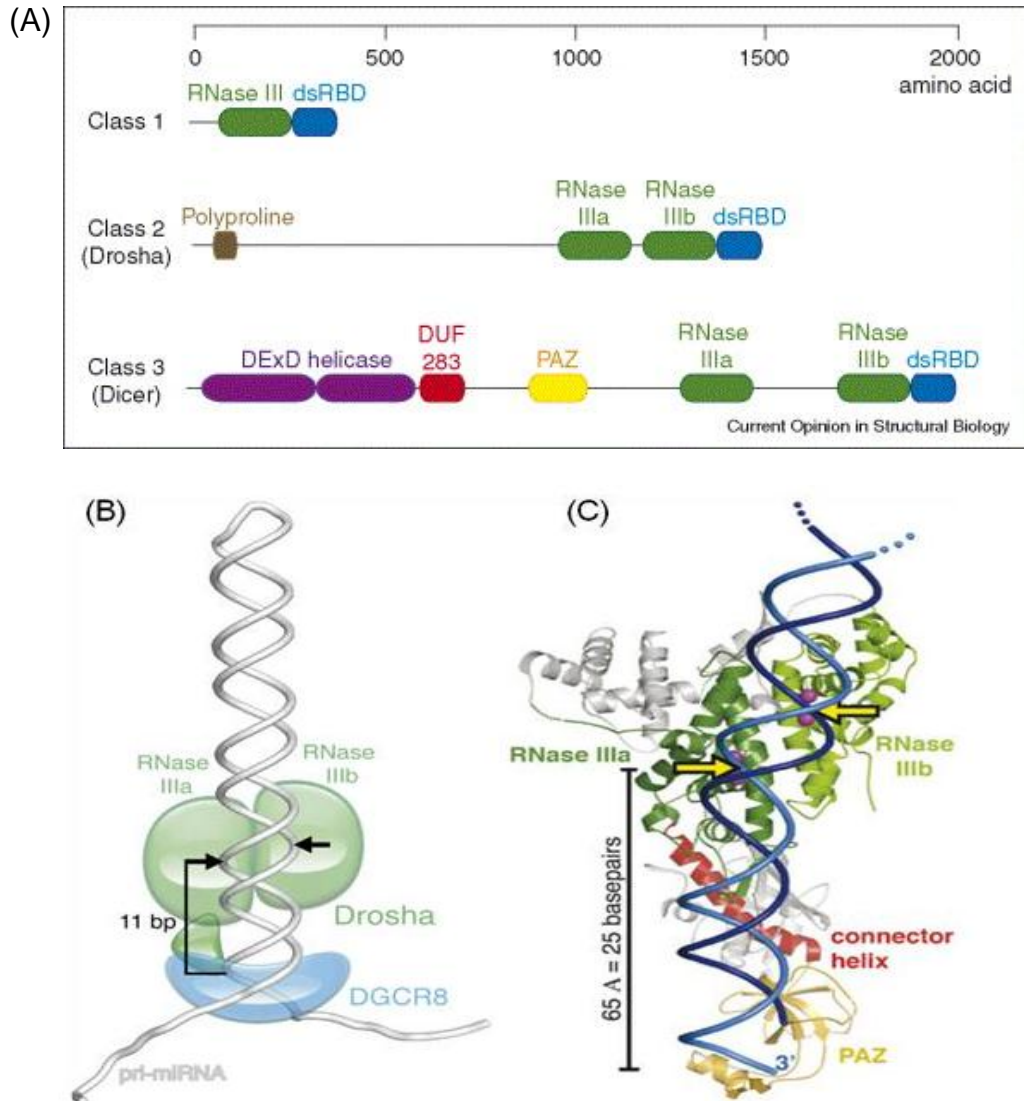 (A)
0 500 1000 1500 2000
amino acid
RNase III dsRBD
Class 1
RNase RNase
IIIa IIIb dsRBD
Class 2 Polyproline
(Drosha)
DUF RNase RNase
DExD helicase 283 PAZ IIIa IIIb dsRBD
Class 3
(Dicer)
Current Opinion in Structural Biology
(B)
RNase
IIIa
RNase
IIIb
11 bp
Drosha
DGCR8
pri-miRNA
(C)
RNase IIIa
RNase
IIIb
65 A = 25 basepairs
connector
helix
3'
PAZ